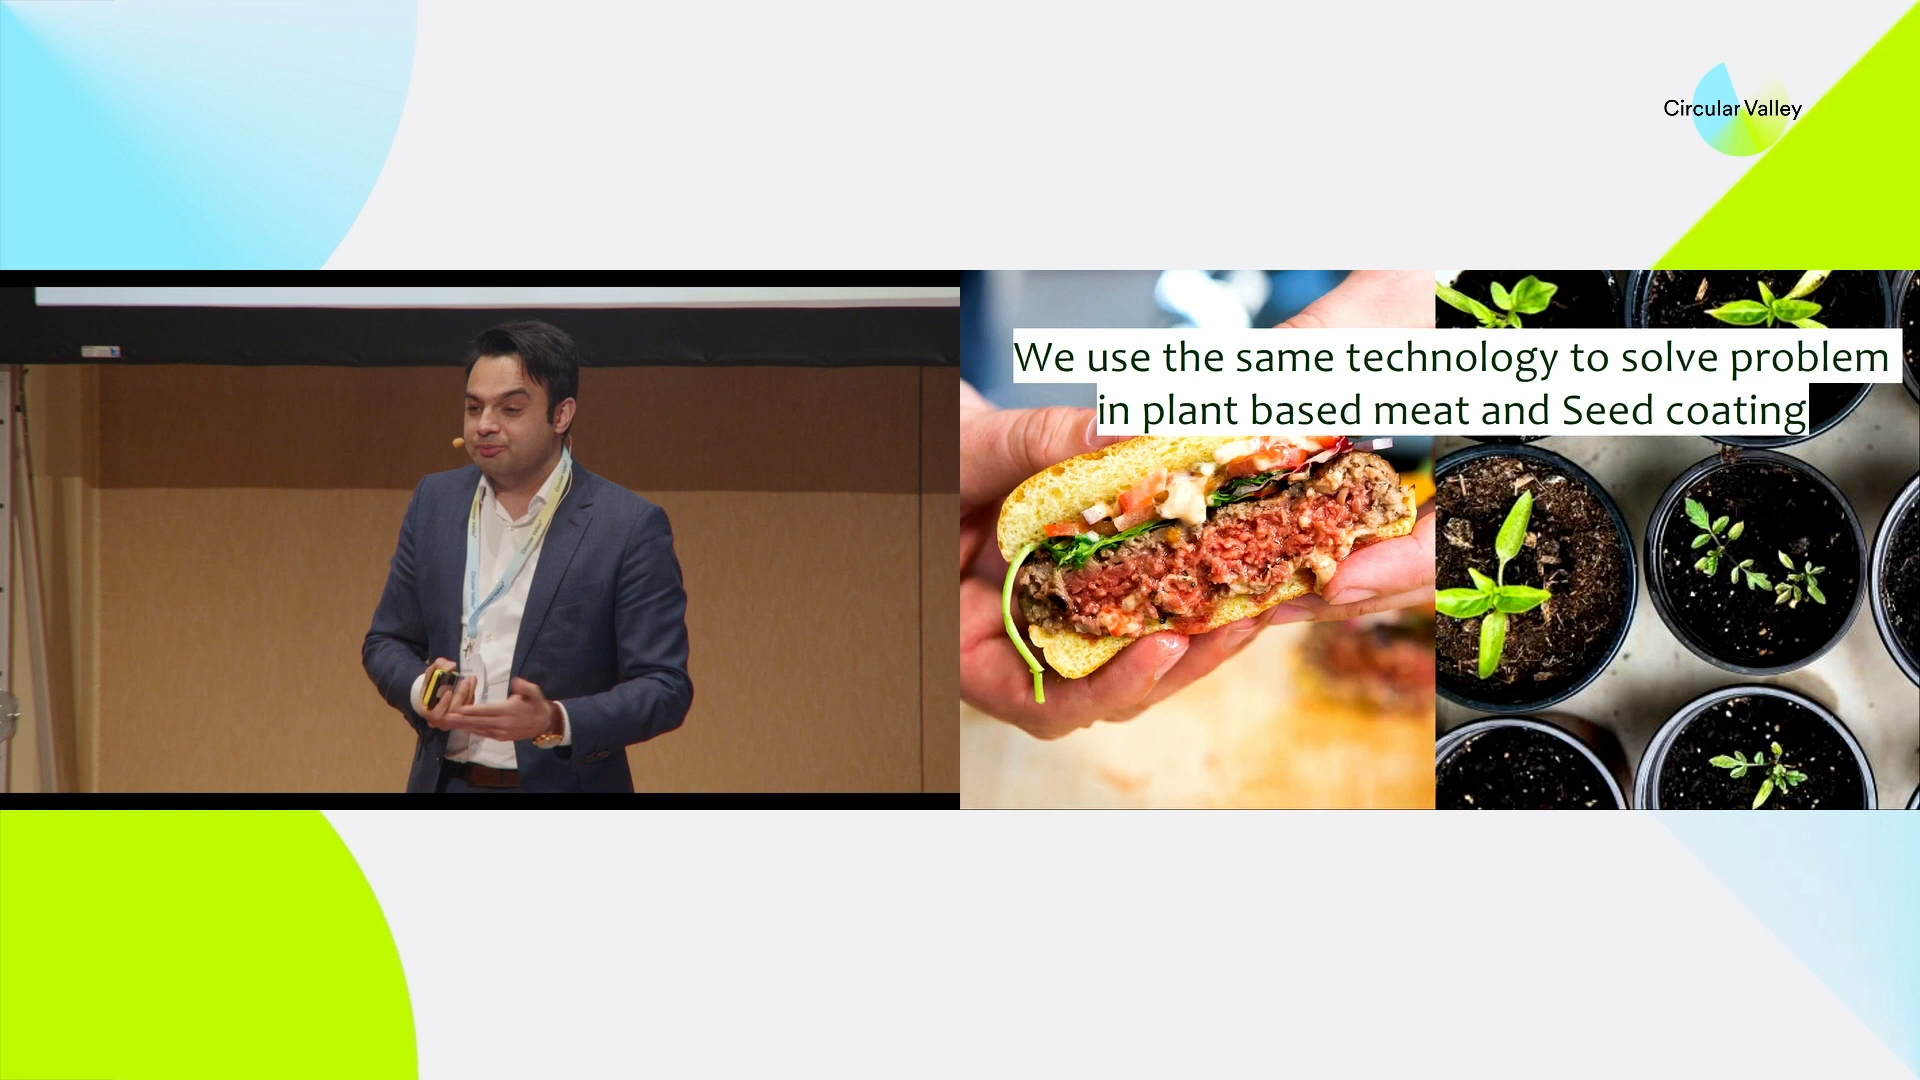 Circular Valley
We use the same technology to solve problem
in plant based meat and Seed coating